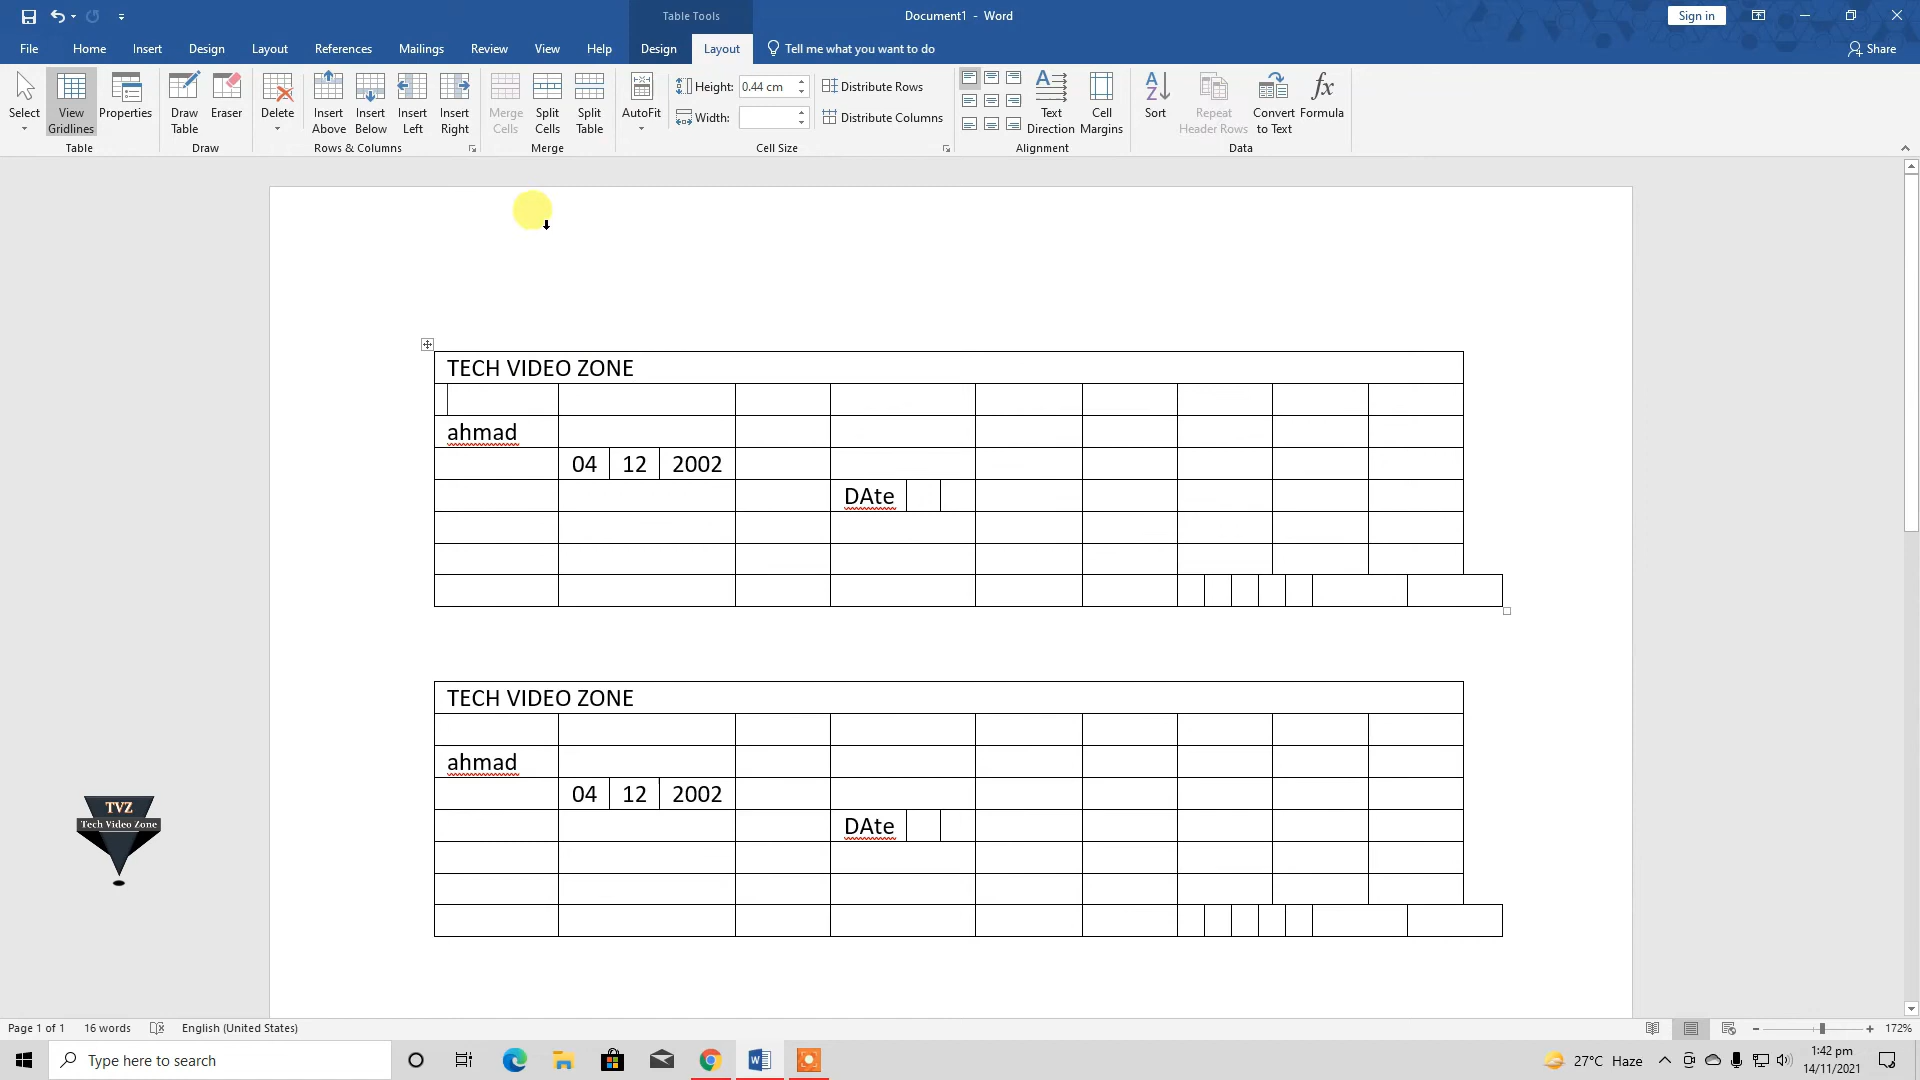 Table Tools
Document1 - Word
Sign in
File Home Insert Design Layout References Mailings Review View Help Design Layout Tell me what you want to do Share
Select View Gridlines Properties Draw Table Eraser Delete Insert Above Insert Below Insert Left Insert Right Merge Cells Split Cells Split Table AutoFit Height: 0.44 cm Distribute Rows
Width: Distribute Columns
Text Direction Cell Margins Sort Repeat Header Rows Convert to Text Formula
Table Draw Rows & Columns Merge Cell Size Alignment Data
TECH VIDEO ZONE
ahmad
04 12 2002
DAte
TECH VIDEO ZONE
ahmad
04 12 2002
DAte
TVZ
Tech Video Zone
Page 1 of 1 16 words English (United States) 172%
Type here to search
27°C Haze
1:42 pm
14/11/2021